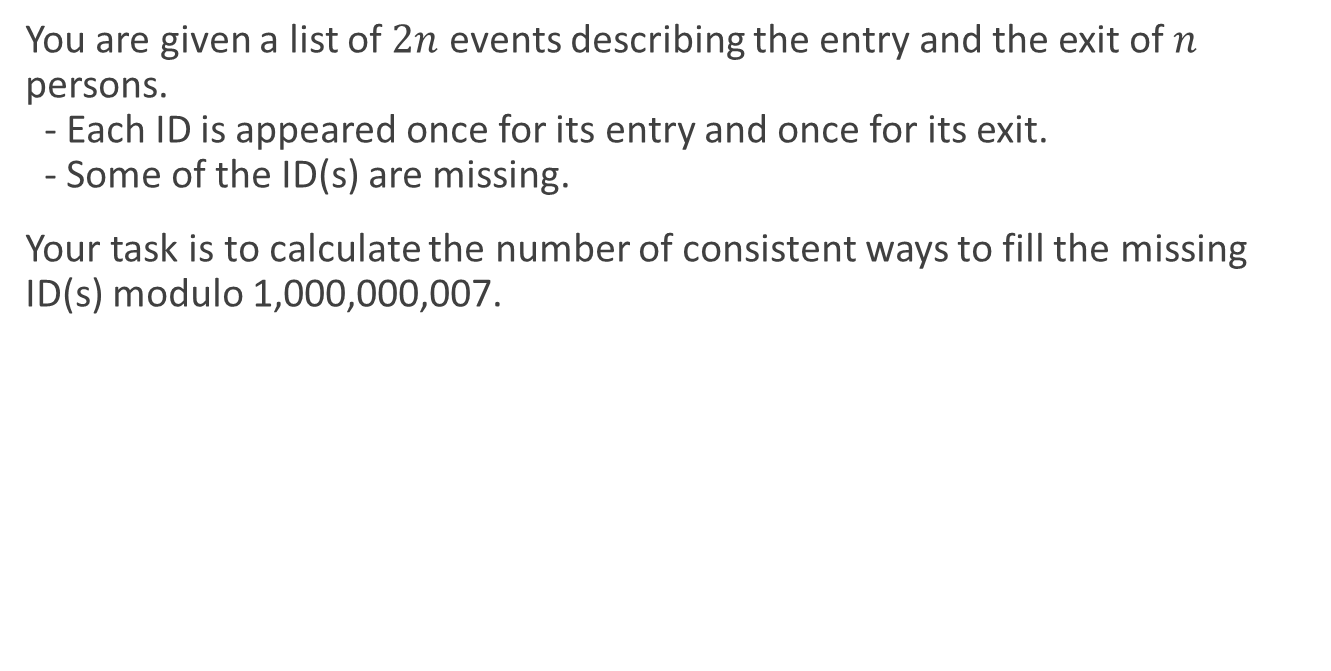 You are given a list of 2n events describing the entry and the exit of n
persons.
- Each ID is appeared once for its entry and once for its exit.
- Some of the ID(s) are missing.
Your task is to calculate the number of consistent ways to fill the missing
ID(s) modulo 1,000,000,007.